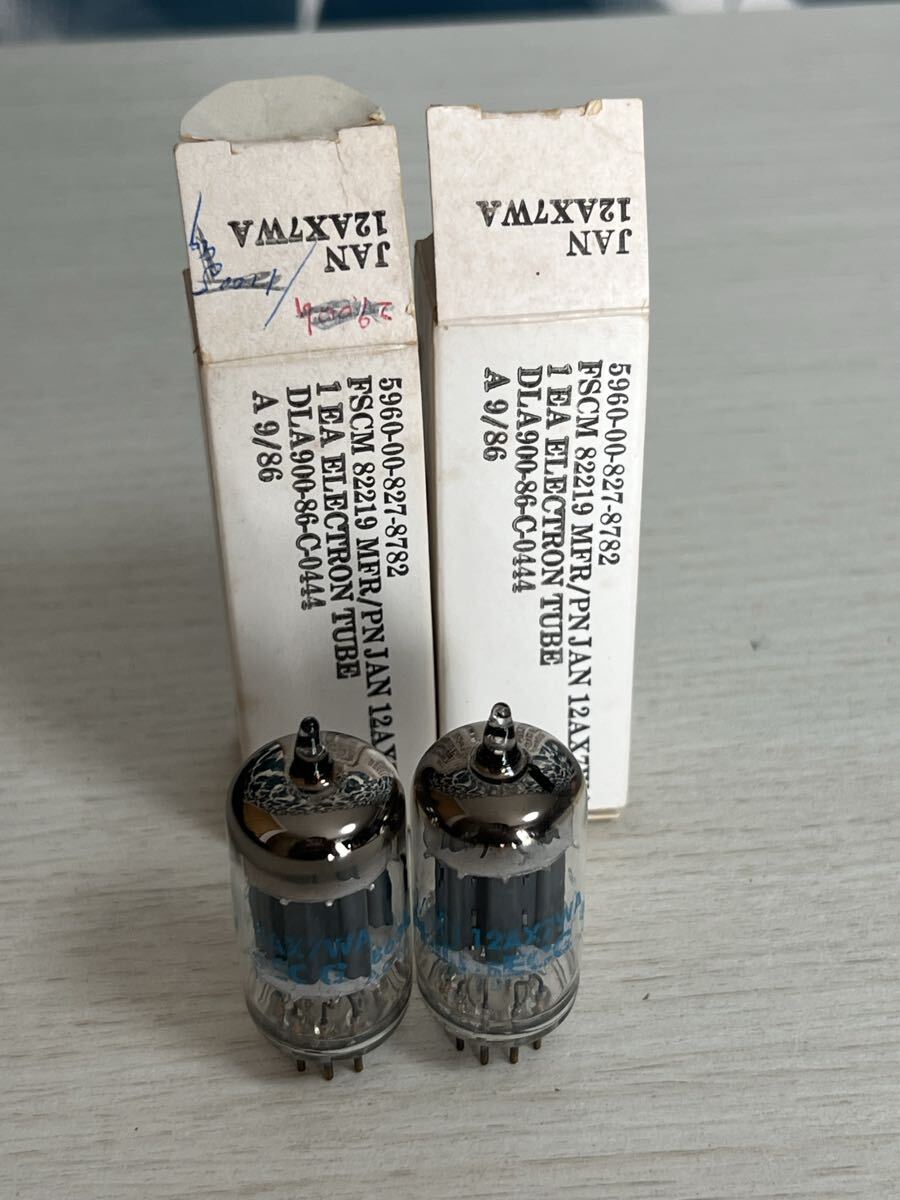 JAN
12AX7WA
5960-00-827-8782
FSCM 82219 MFR/PN JAN 12AX7
1 EA ELECTRON TUBE
DLA900-86-C-0444
A 9/86
JAN
12AX7WA
5960-00-827-8782
FSCM 82219 MFR/PN JAN 12AX7
1 EA ELECTRON TUBE
DLA900-86-C-0444
A 9/86
12AX7WA